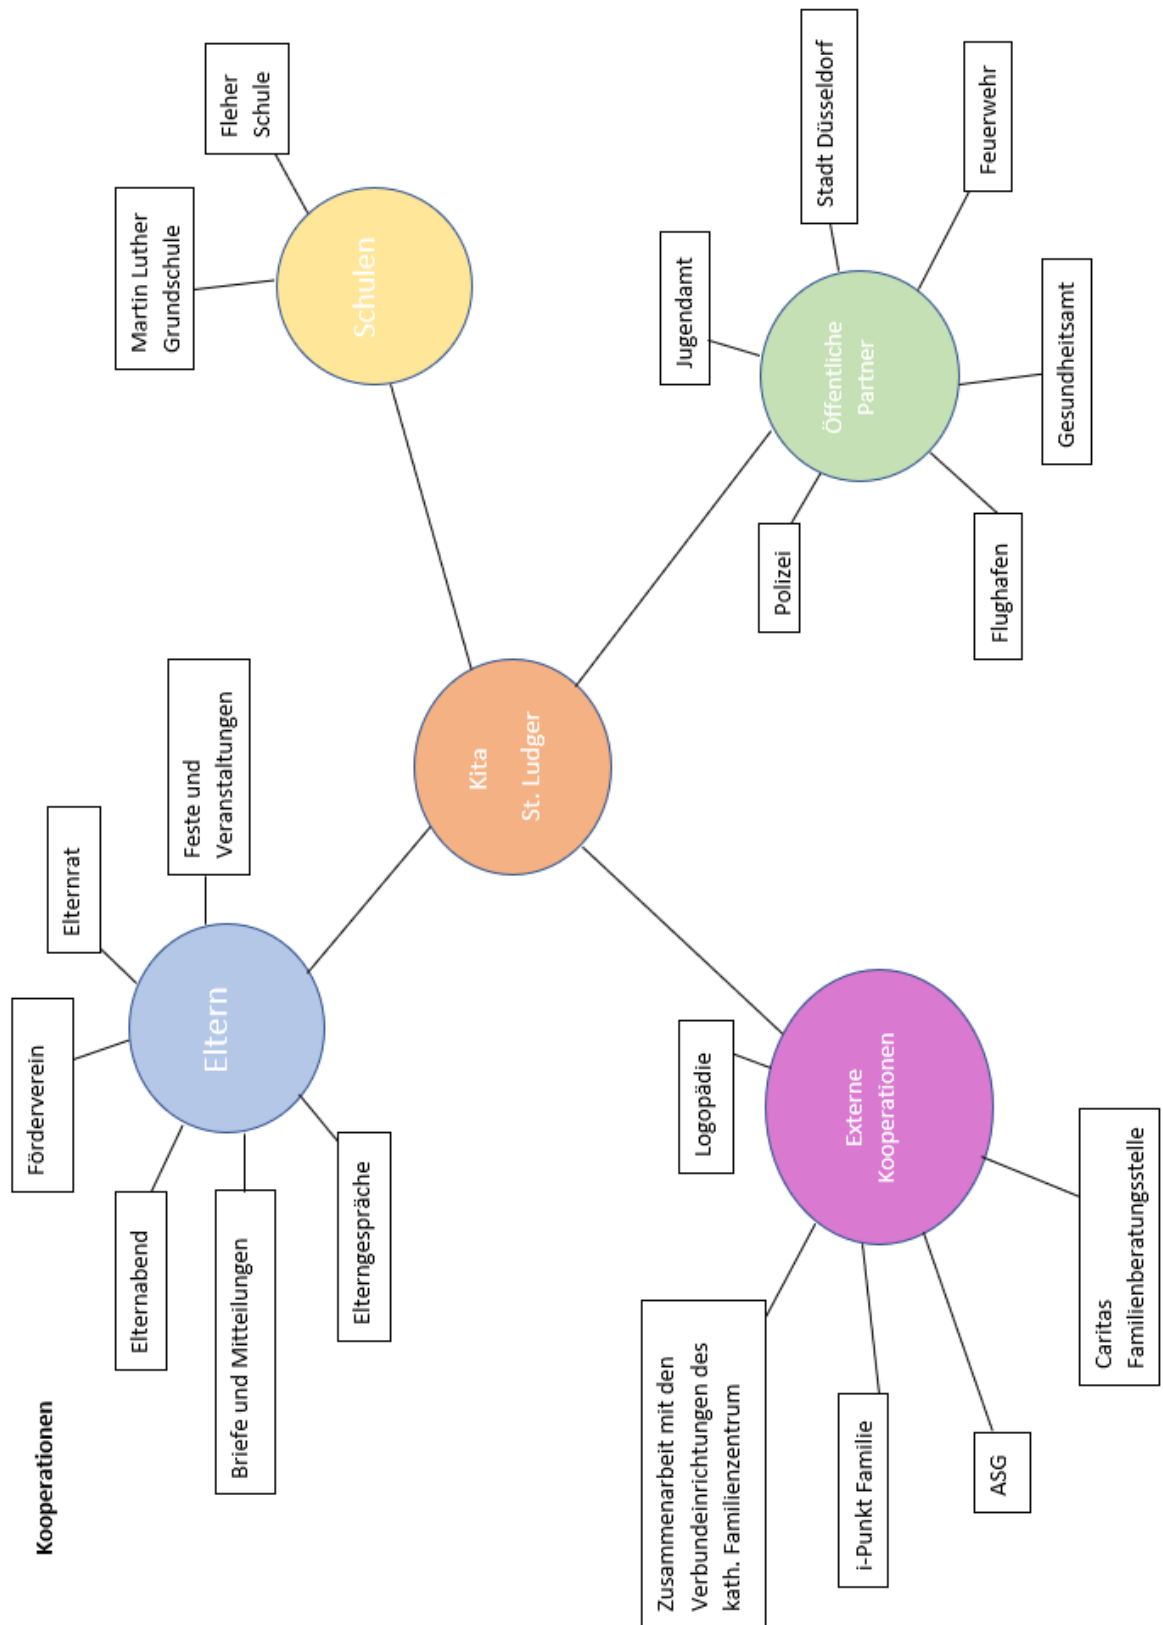 Kooperationen
Förderverein
Elternrat
Elternabend
Feste und
Veranstaltungen
Eltern
Briefe und Mitteilungen
Elterngespräche
Martin Luther
Grundschule
Fleher
Schule
Schulen
Kita
St. Ludger
Zusammenarbeit mit den
Verbundeinrichtungen des
kath. Familienzentrum
Logopädie
Externe
Kooperationen
i-Punkt Familie
ASG
Caritas
Familienberatungsstelle
Jugendamt
Stadt Düsseldorf
Polizei
Öffentliche
Partner
Feuerwehr
Flughafen
Gesundheitsamt